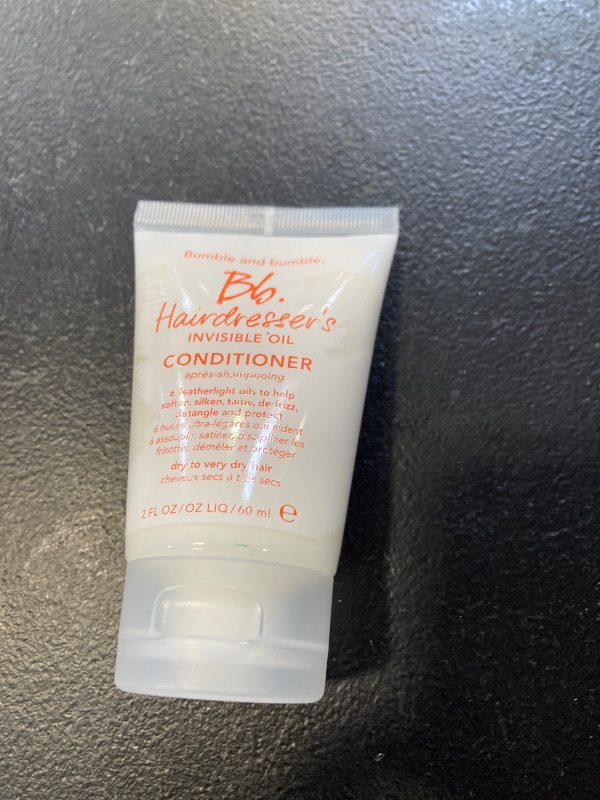 Bumble and bumble.
Bb.
Hairdresser's
INVISIBLE OIL
CONDITIONER
après-shampooing
6 featherlight oils to help
soften, silken, tame, de-frizz,
detangle and protect
6 huiles ultra-légères qui aident
à assouplir, satiner, discipliner les
frisottis, démêler et protéger
dry to very dry hair
cheveux secs à très secs
2 FL OZ/OZ LIQ/60 ml e